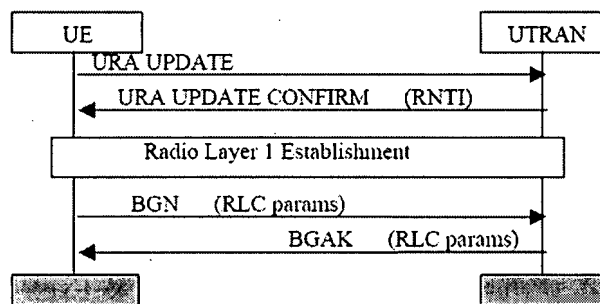 UE UTRAN
URA UPDATE
URA UPDATE CONFIRM (RNTI)
Radio Layer 1 Establishment
BGN (RLC params)
BGAK (RLC params)